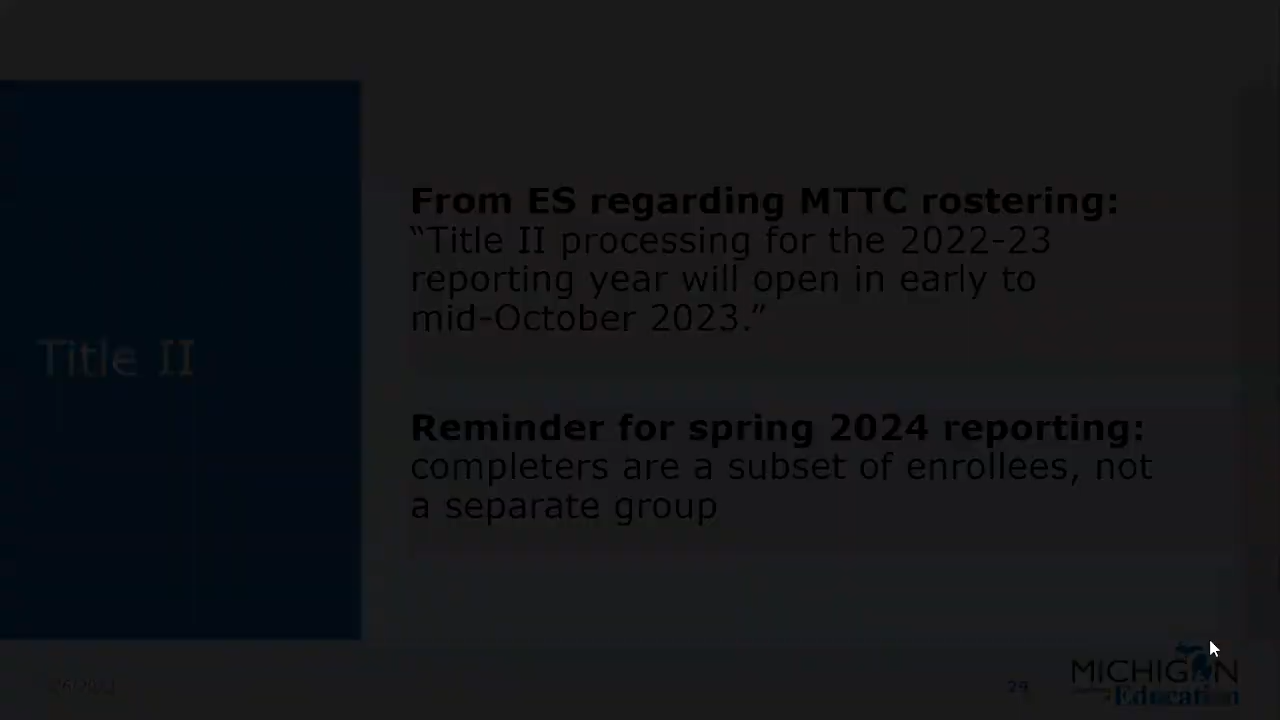 Title II
From ES regarding MTTC rostering:
“Title II processing for the 2022-23
reporting year will open in early to
mid-October 2023.”
Reminder for spring 2024 reporting:
completers are a subset of enrollees, not
a separate group
29
MICHIGAN
Education